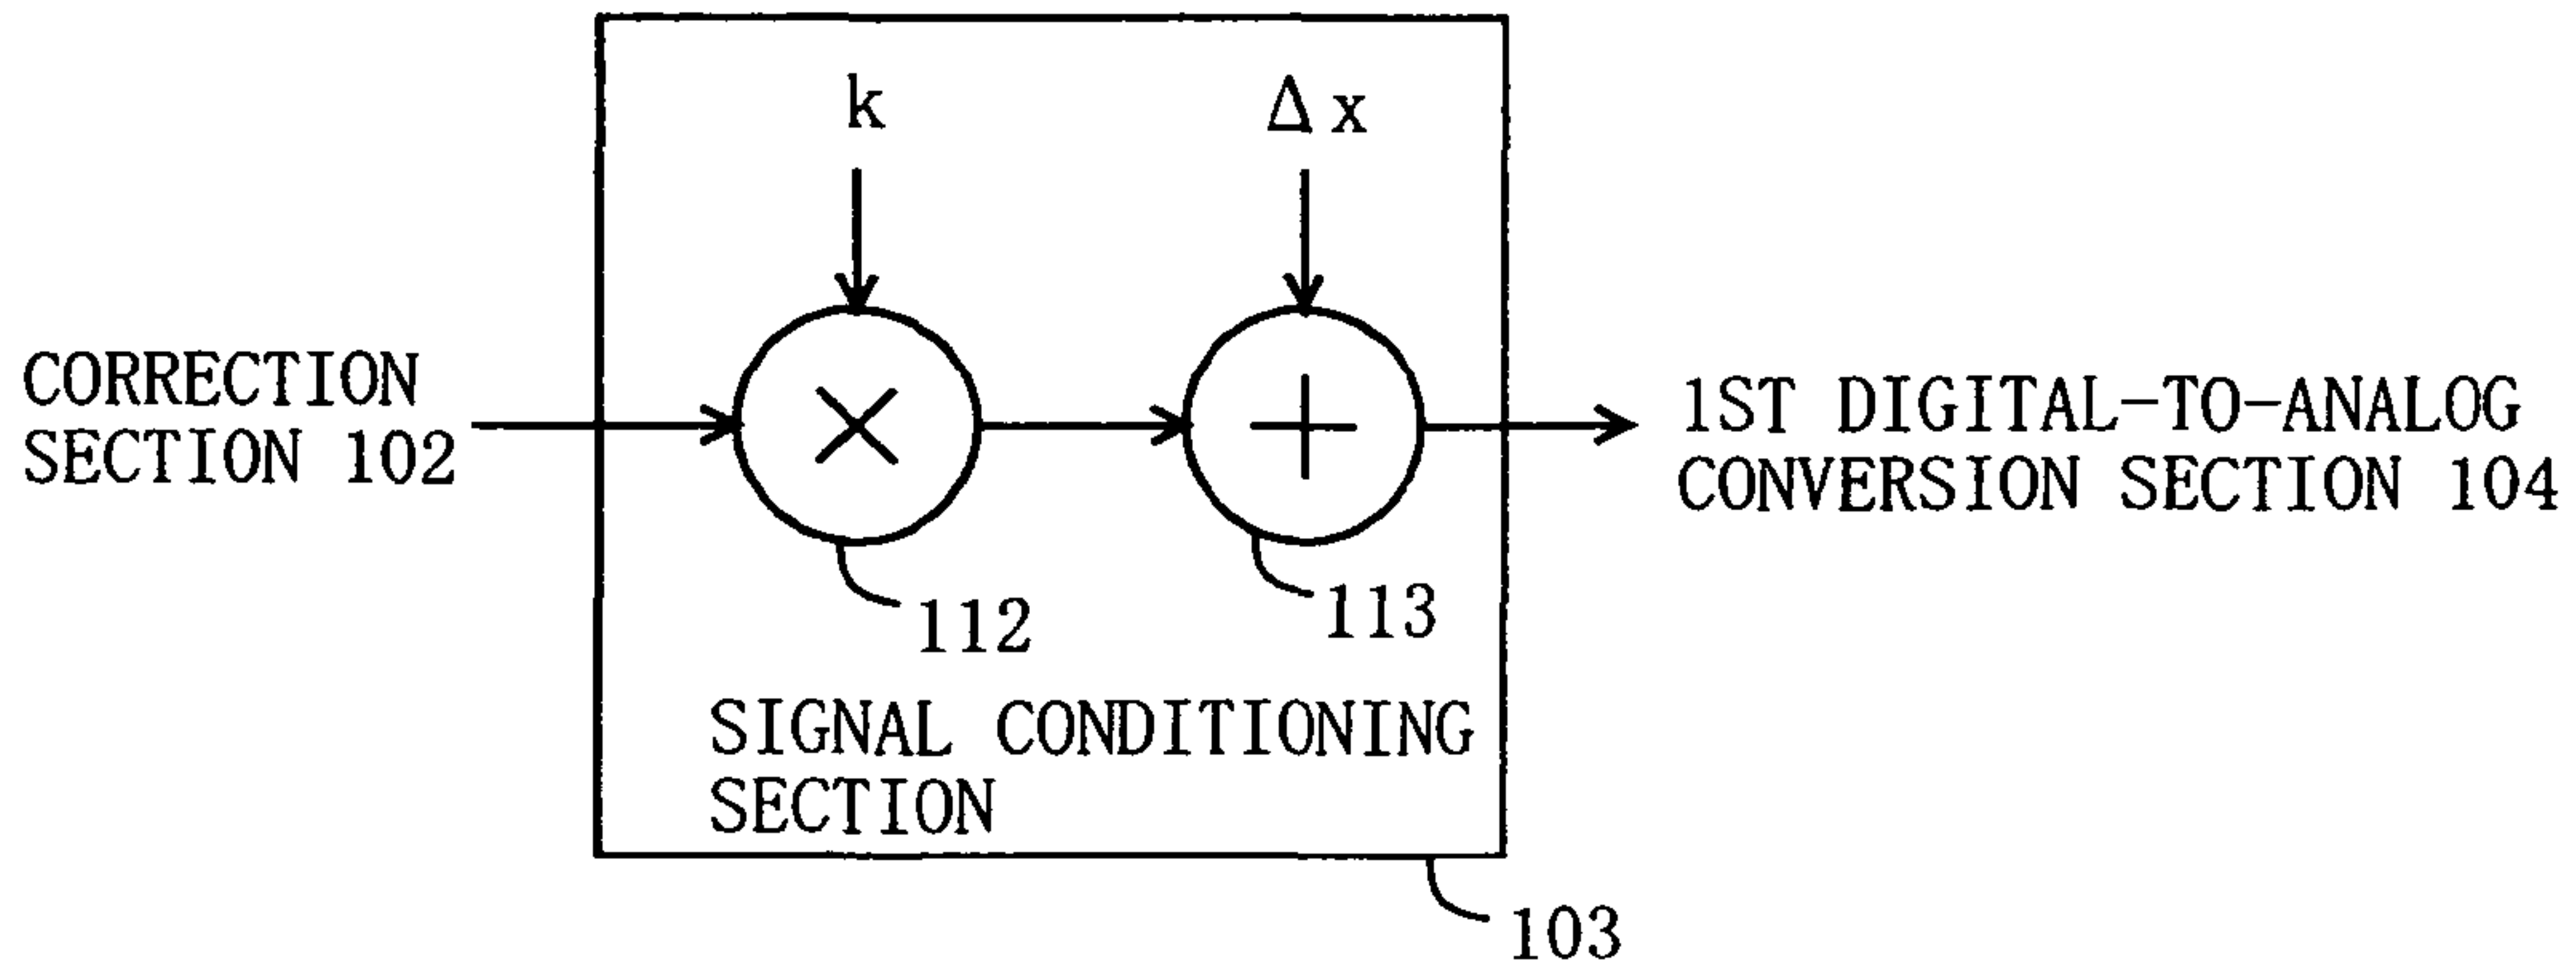 k
Δx
CORRECTION
SECTION 102
×
+
1ST DIGITAL-TO-ANALOG
CONVERSION SECTION 104
112
113
SIGNAL CONDITIONING
SECTION
103